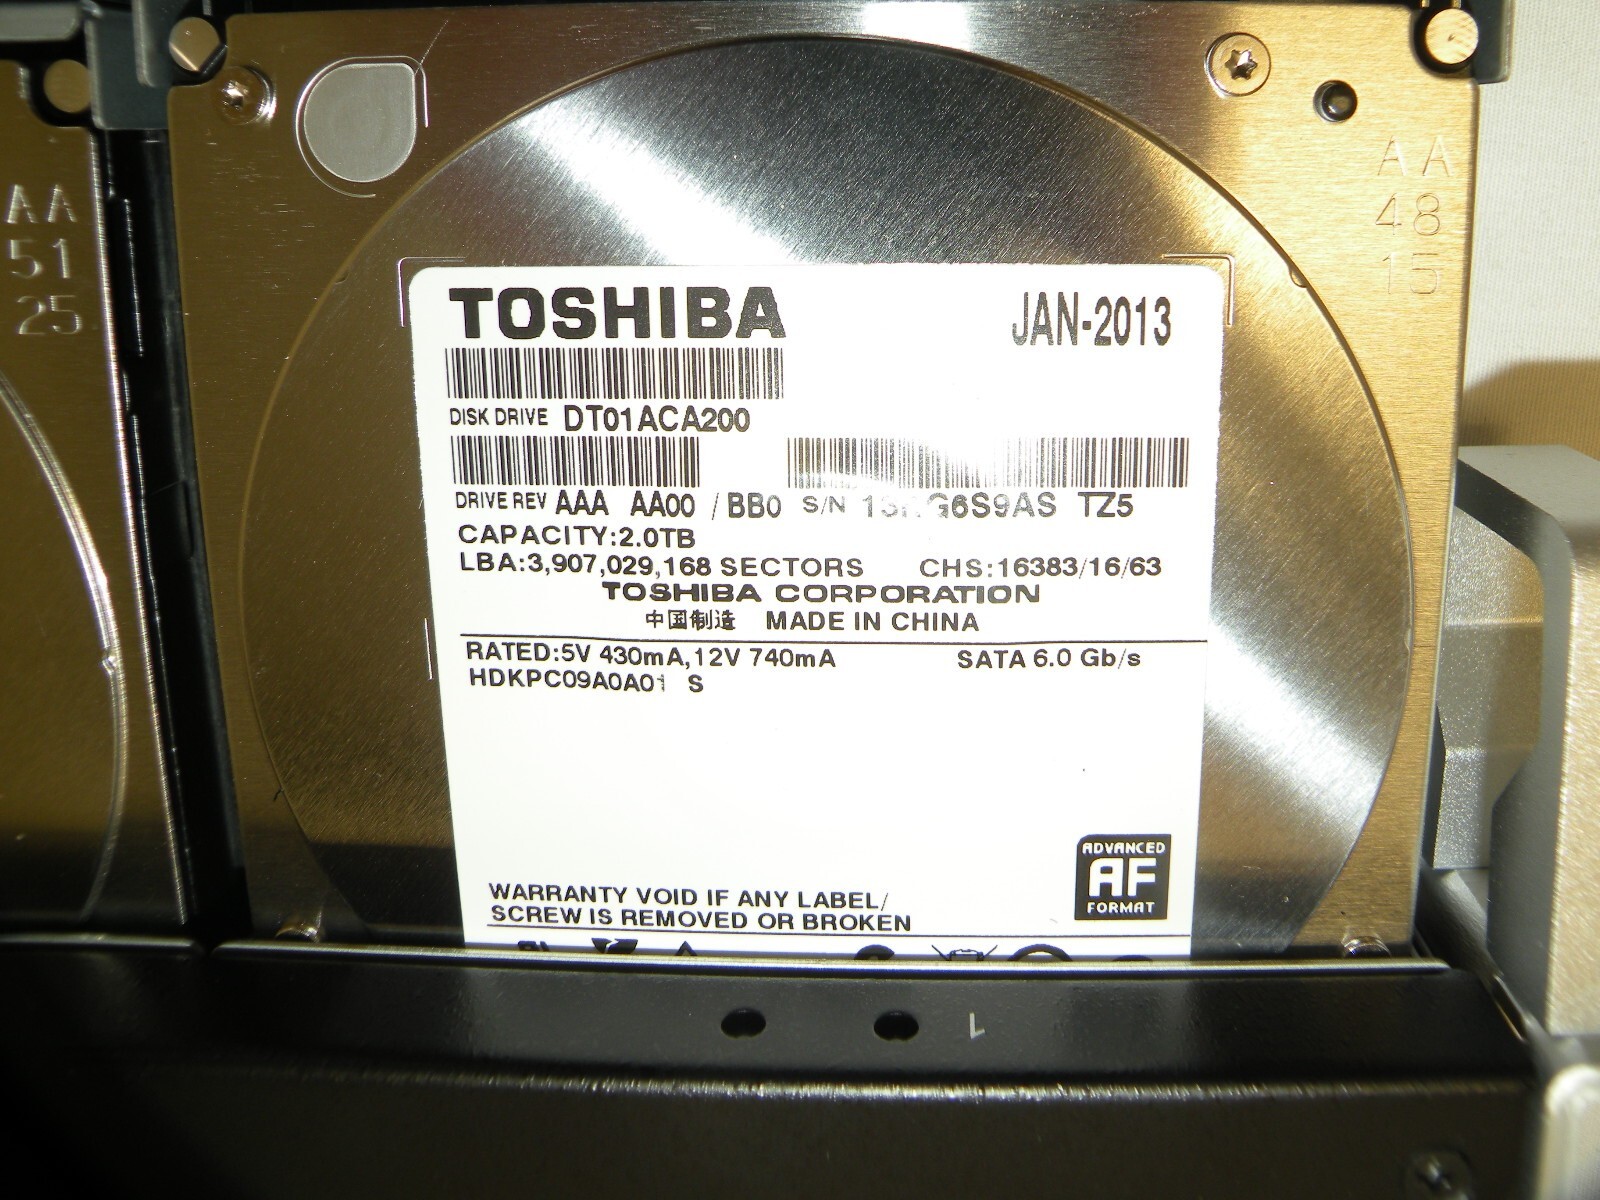 TOSHIBA JAN-2013
DISK DRIVE DT01ACA200
DRIVE REV AAA AA00 / BB0 S/N TZ5
CAPACITY:2.0TB
LBA:3,907,029,168 SECTORS CHS:16383/16/63
TOSHIBA CORPORATION
中国制造 MADE IN CHINA
RATED:5V 430mA,12V 740mA SATA 6.0 Gb/s
HDKPC09A0A01 S
ADVANCED
AF
FORMAT
WARRANTY VOID IF ANY LABEL/
SCREW IS REMOVED OR BROKEN
AA
48
15
AA
51
25
1